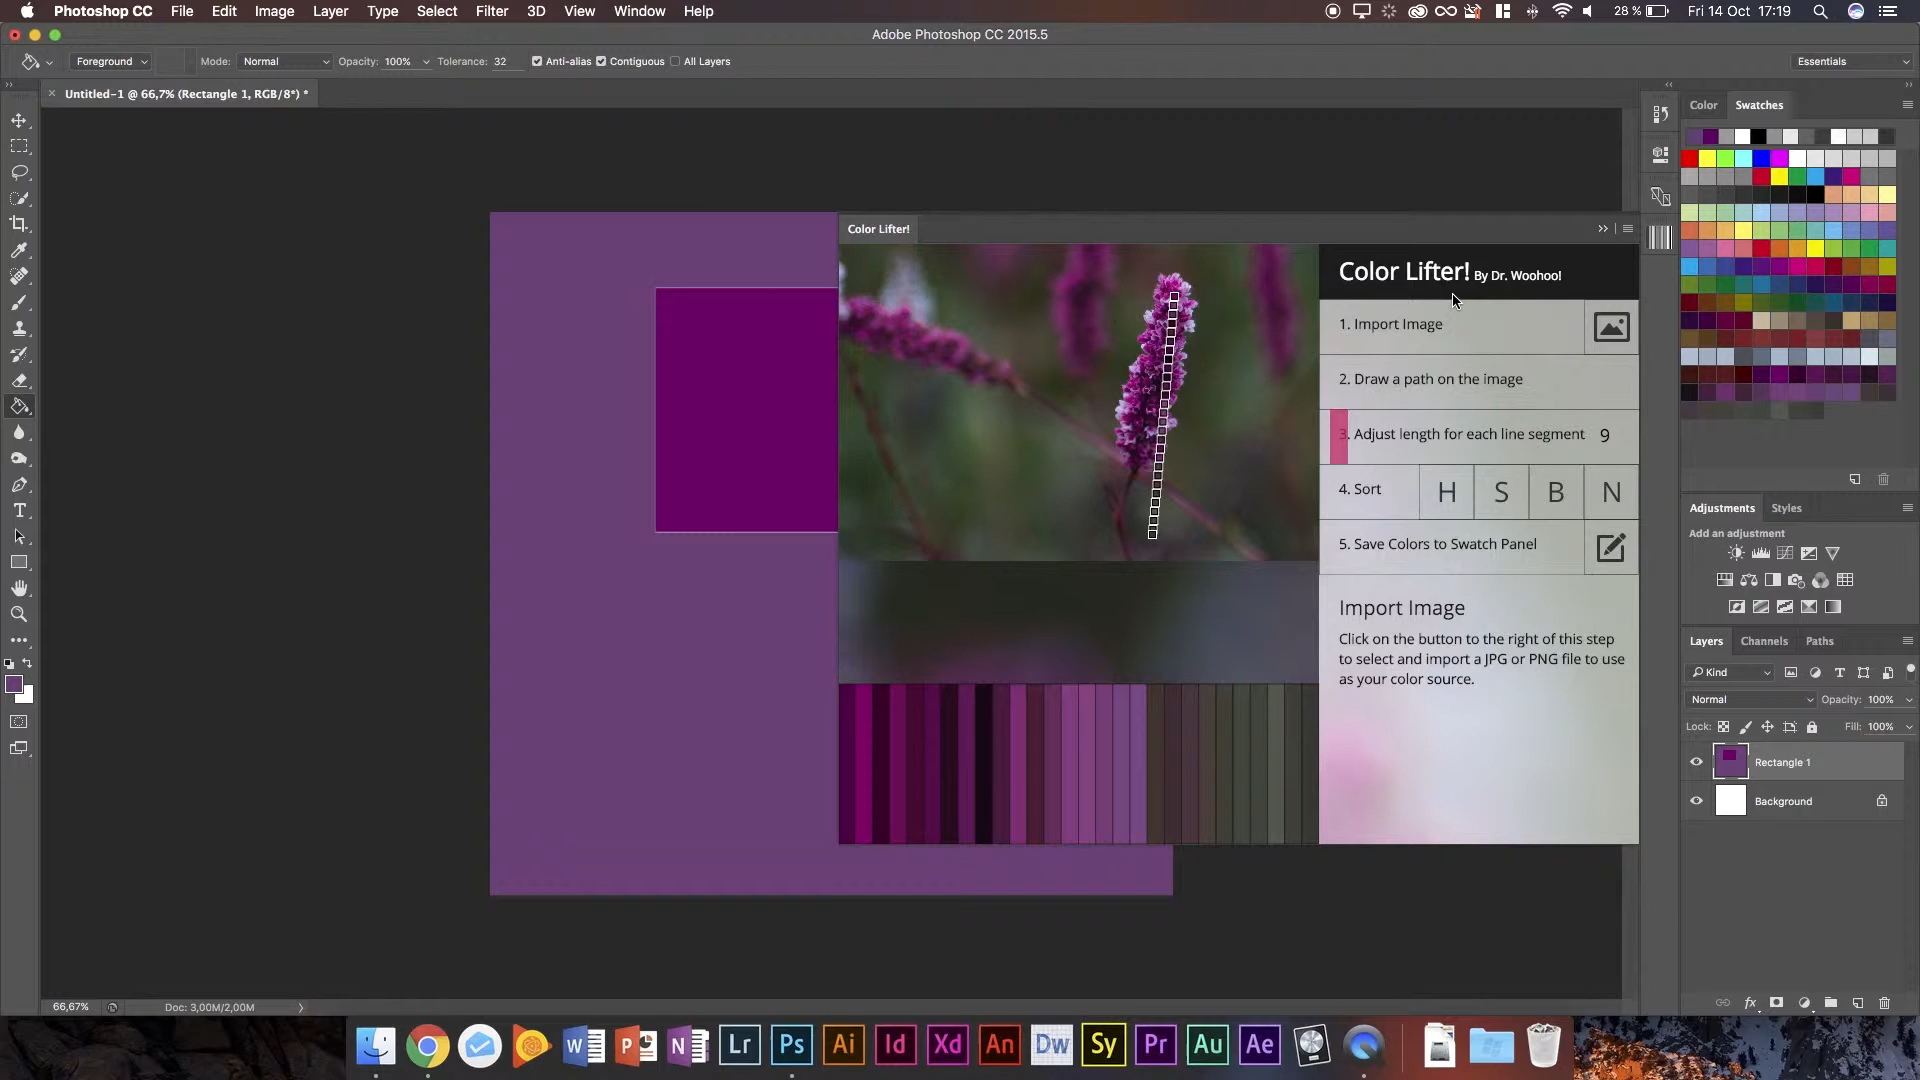 Photoshop CC File Edit Image Layer Type Select Filter 3D View Window Help 28 % Fri 14 Oct 17:19
Adobe Photoshop CC 2015.5
Foreground Mode: Normal Opacity: 100% Tolerance: 32 Anti-alias Contiguous All Layers Essentials
Untitled-1 @ 66,7% (Rectangle 1, RGB/8*) *
Color Swatches
Color Lifter!
Color Lifter! By Dr. Woohoo!
1. Import Image
2. Draw a path on the image
3. Adjust length for each line segment 9
4. Sort H S B N
5. Save Colors to Swatch Panel
Import Image
Click on the button to the right of this step
to select and import a JPG or PNG file to use
as your color source.
Adjustments Styles
Add an adjustment
Layers Channels Paths
Kind
Normal Opacity: 100%
Lock: Fill: 100%
Rectangle 1
Background
fx
66,67% Doc: 3,00M/2,00M
W P N Lr Ps Ai Id Xd An Dw Sy Pr Au Ae